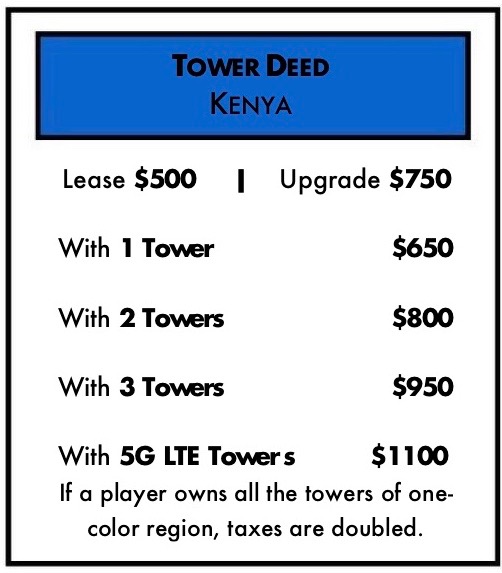 TOWER DEED
KENYA
Lease $500 | Upgrade $750
With 1 Tower $650
With 2 Towers $800
With 3 Towers $950
With 5G LTE Towers $1100
If a player owns all the towers of one-
color region, taxes are doubled.